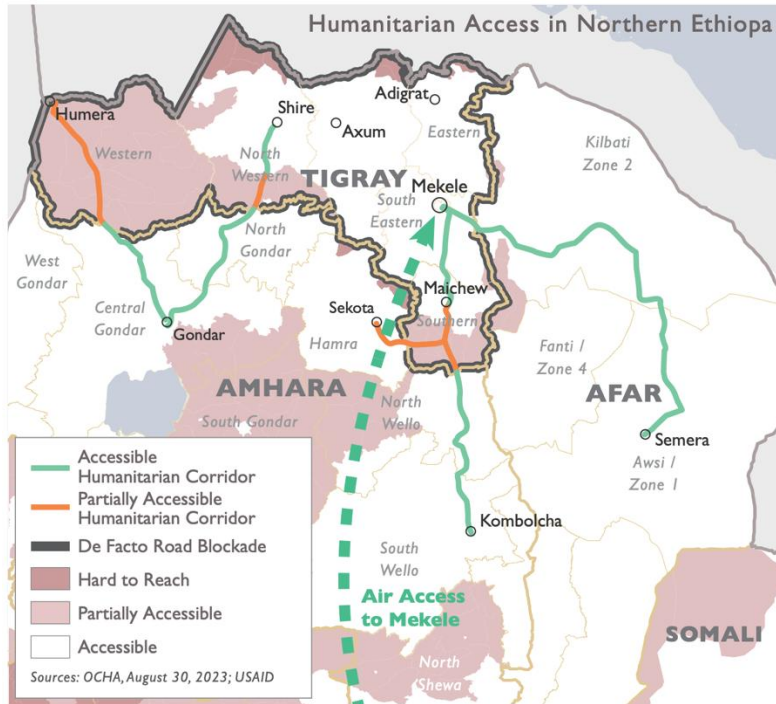 Humanitarian Access in Northern Ethiopa
Humera
Shire
Axum
Adigrat
Eastern
Western
North
Western
TIGRAY
Kilbati
Zone 2
Mekele
South
Eastern
North
Gondar
West
Gondar
Central
Gondar
Gondar
Sekota
Maichew
Southern
Hamra
Fanti /
Zone 4
AFAR
AMHARA
North
Wello
South Gondar
Semera
Awsi /
Zone 1
Kombolcha
South
Wello
Air Access
to Mekele
SOMALI
North
Shewa
Accessible
Humanitarian Corridor
Partially Accessible
Humanitarian Corridor
De Facto Road Blockade
Hard to Reach
Partially Accessible
Accessible
Sources: OCHA, August 30, 2023; USAID